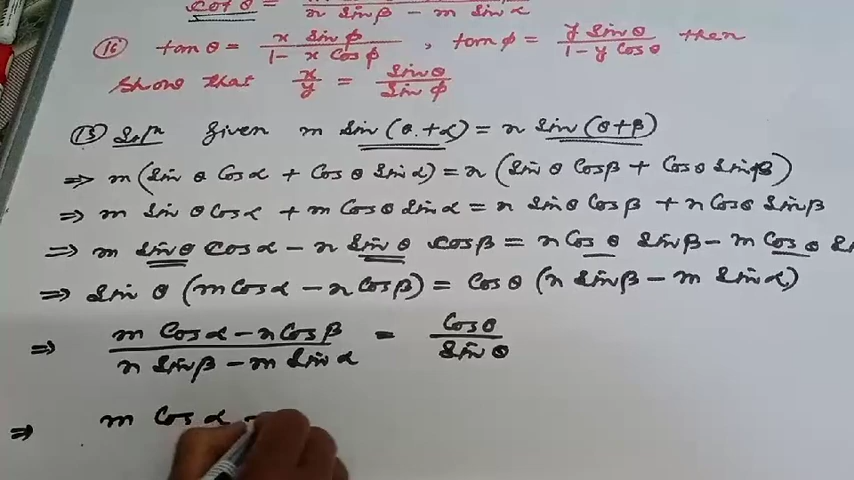 Cot θ = / n Sinβ - m Sin α
(16) tan θ = x Sin φ / 1 - x Cos φ , tan φ = y Sin θ / 1 - y Cos θ then
Show that x / y = Sin θ / Sin φ
(15) Soln Given m Sin (θ + α) = n Sin (θ + β)
⇒ m (Sin θ Cos α + Cos θ Sin α) = n (Sin θ Cos β + Cos θ Sin β)
⇒ m Sin θ Cos α + m Cos θ Sin α = n Sin θ Cos β + n Cos θ Sin β
⇒ m Sin θ Cos α - n Sin θ Cos β = n Cos θ Sin β - m Cos θ
⇒ Sin θ (m Cos α - n Cos β) = Cos θ (n Sin β - m Sin α)
⇒ m Cos α - n Cos β / n Sin β - m Sin α = Cos θ / Sin θ
⇒ m Cos α -